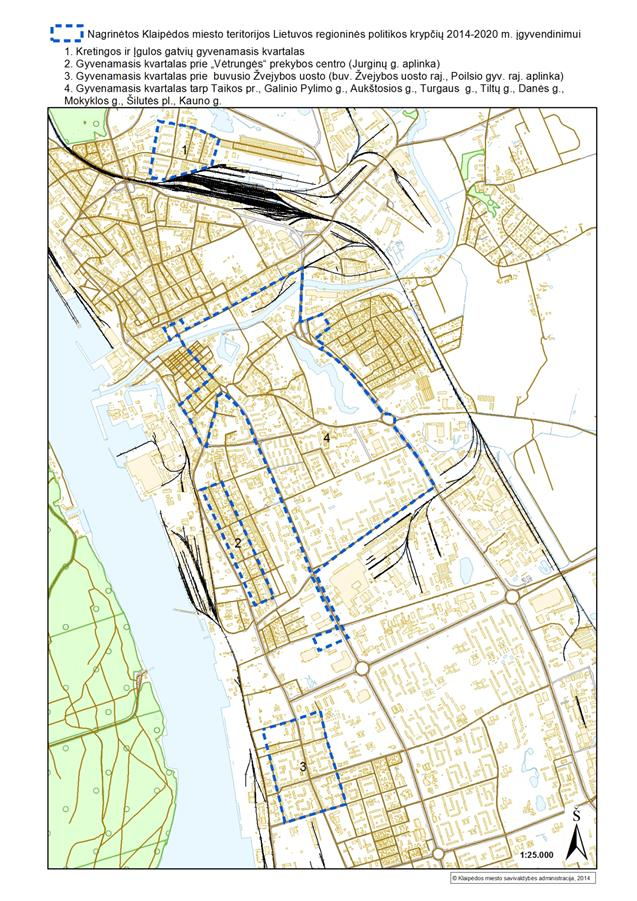 Nagrinėtos Klaipėdos miesto teritorijos Lietuvos regioninės politikos krypčių 2014-2020 m. įgyvendinimui
1. Kretingos ir Įgulos gatvių gyvenamasis kvartalas
2. Gyvenamasis kvartalas prie „Vėtrungės“ prekybos centro (Jurginų g. aplinka)
3. Gyvenamasis kvartalas prie buvusio Žvejybos uosto (buv. Žvejybos uosto raj., Poilsio gyv. raj. aplinka)
4. Gyvenamasis kvartalas tarp Taikos pr., Galinio Pylimo g., Aukštosios g., Turgaus g., Tiltų g., Danės g.,
Mokyklos g., Šilutės pl., Kauno g.
1
4
2
3
Š
1:25.000
© Klaipėdos miesto savivaldybės administracija, 2014